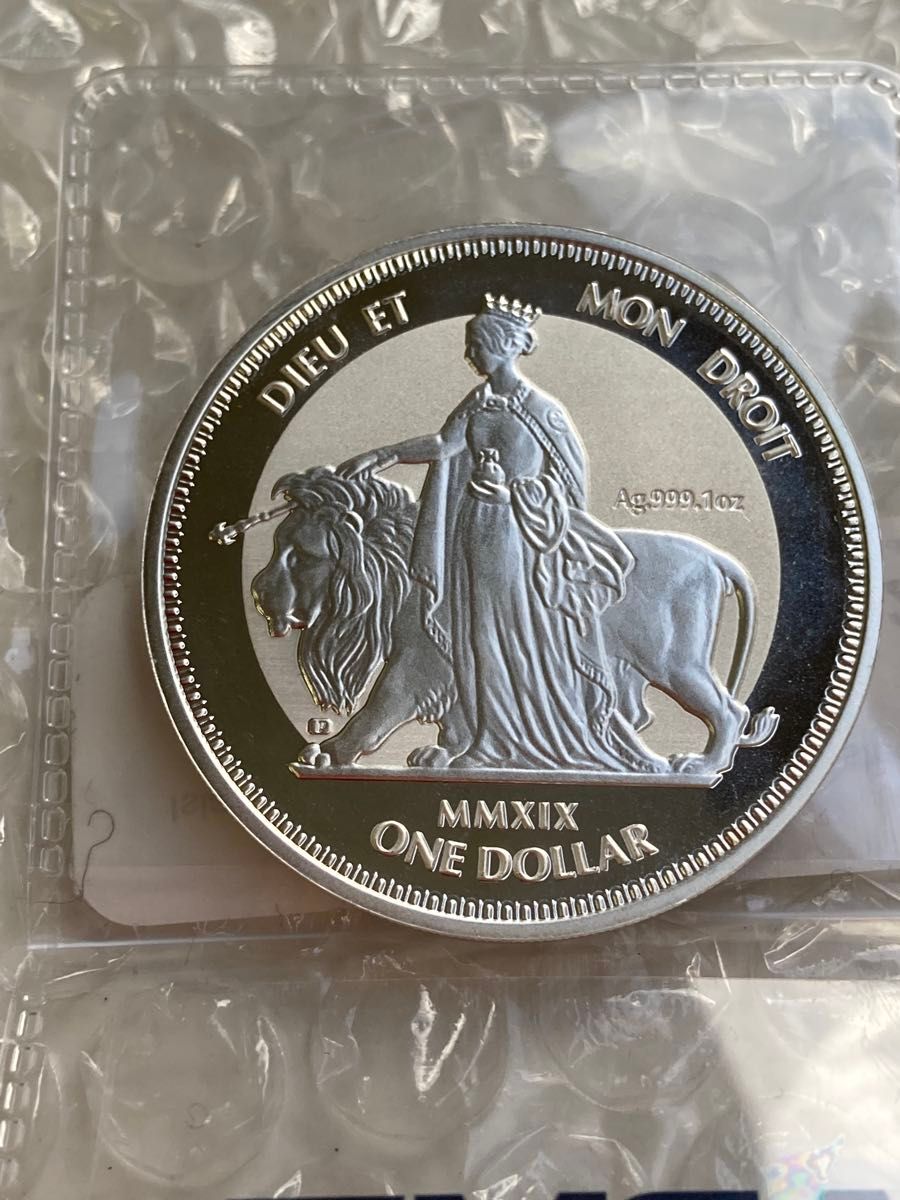 DIEU ET MON DROIT
Ag.999.1oz
MMXIX
ONE DOLLAR